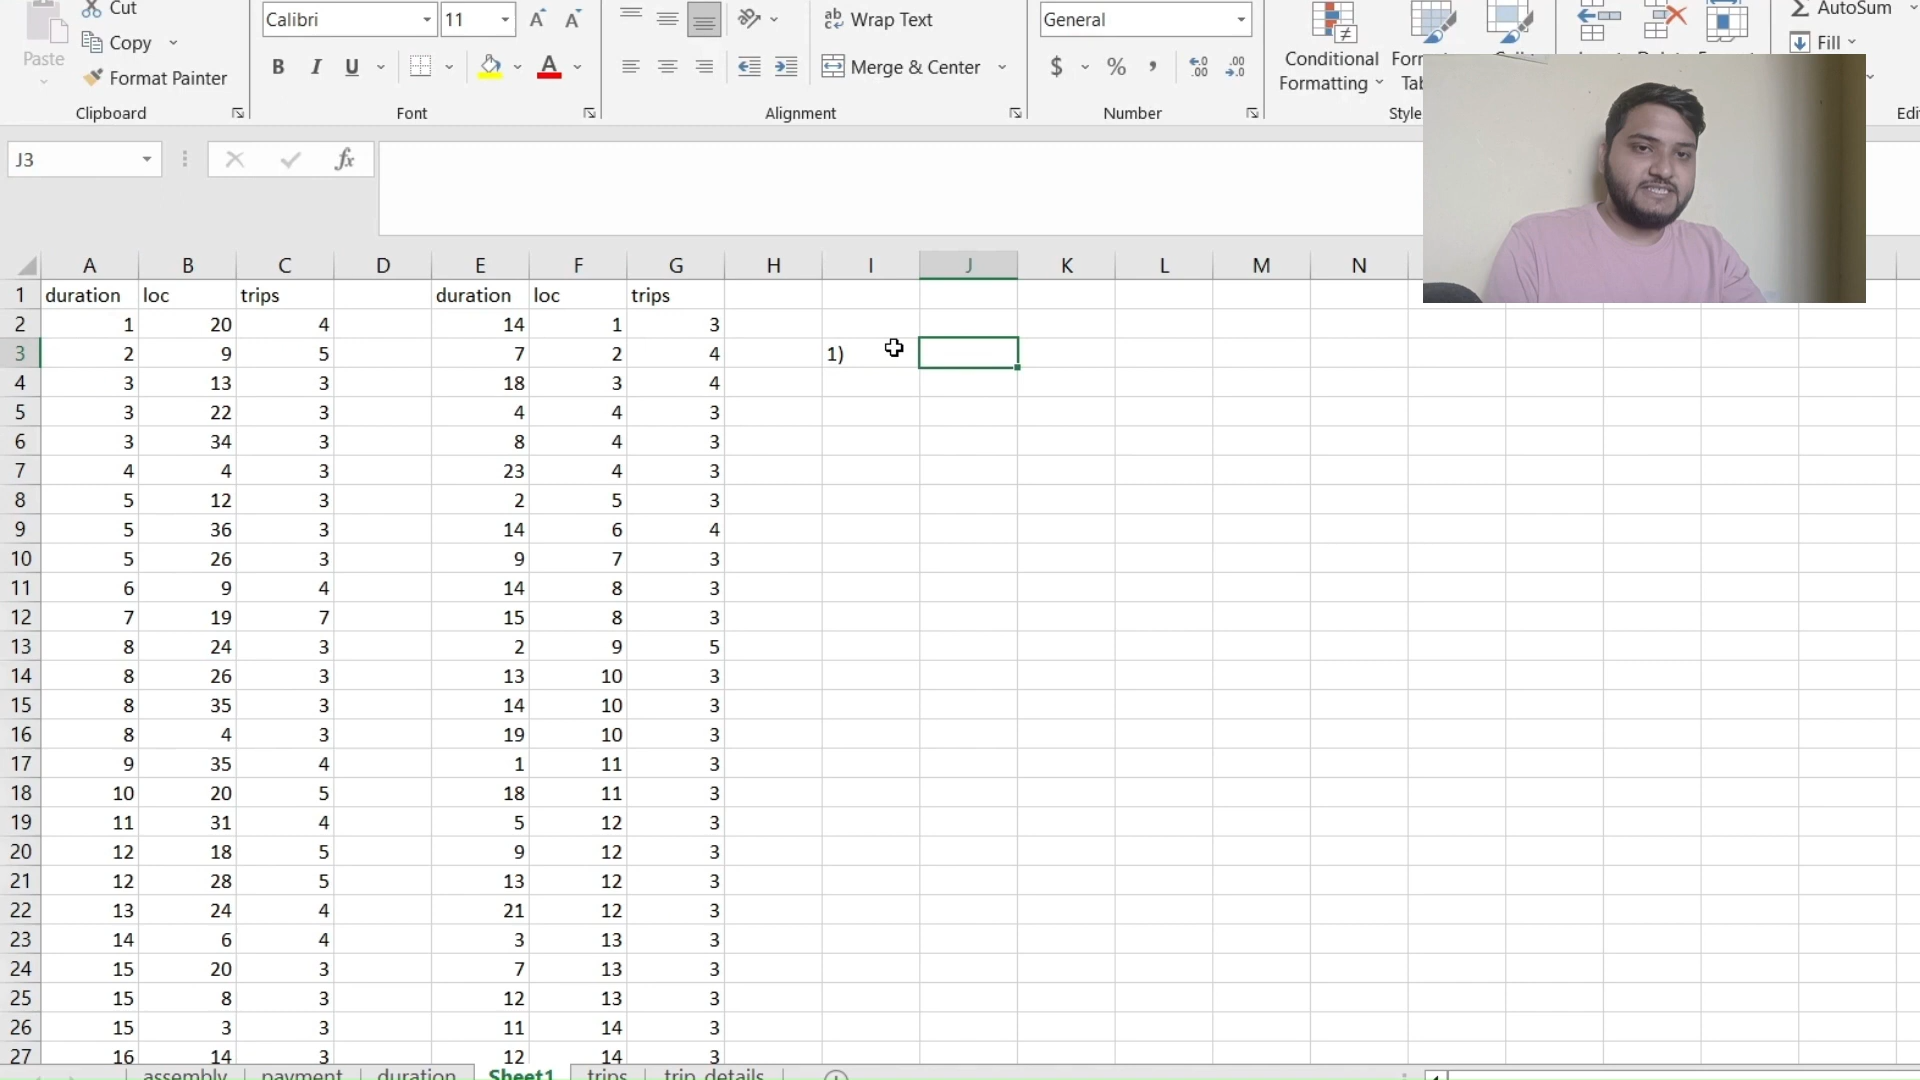 Cut
Calibri 11 Wrap Text General AutoSum
Paste Copy Fill
Format Painter B I U Merge & Center $ % , Conditional
Formatting
Clipboard Font Alignment Number Style
J3 fx
A B C D E F G H I J K L M N
1 duration loc trips duration loc trips
2 1 20 4 14 1 3
3 2 9 5 7 2 4 1)
4 3 13 3 18 3 4
5 3 22 3 4 4 3
6 3 34 3 8 4 3
7 4 4 3 23 4 3
8 5 12 3 2 5 3
9 5 36 3 14 6 4
10 5 26 3 9 7 3
11 6 9 4 14 8 3
12 7 19 7 15 8 3
13 8 24 3 2 9 5
14 8 26 3 13 10 3
15 8 35 3 14 10 3
16 8 4 3 19 10 3
17 9 35 4 1 11 3
18 10 20 5 18 11 3
19 11 31 4 5 12 3
20 12 18 5 9 12 3
21 12 28 5 13 12 3
22 13 24 4 21 12 3
23 14 6 4 3 13 3
24 15 20 3 7 13 3
25 15 8 3 12 13 3
26 15 3 3 11 14 3
27 16 14 3 12 14 3
assembly payment duration Sheet1 trips trip_details